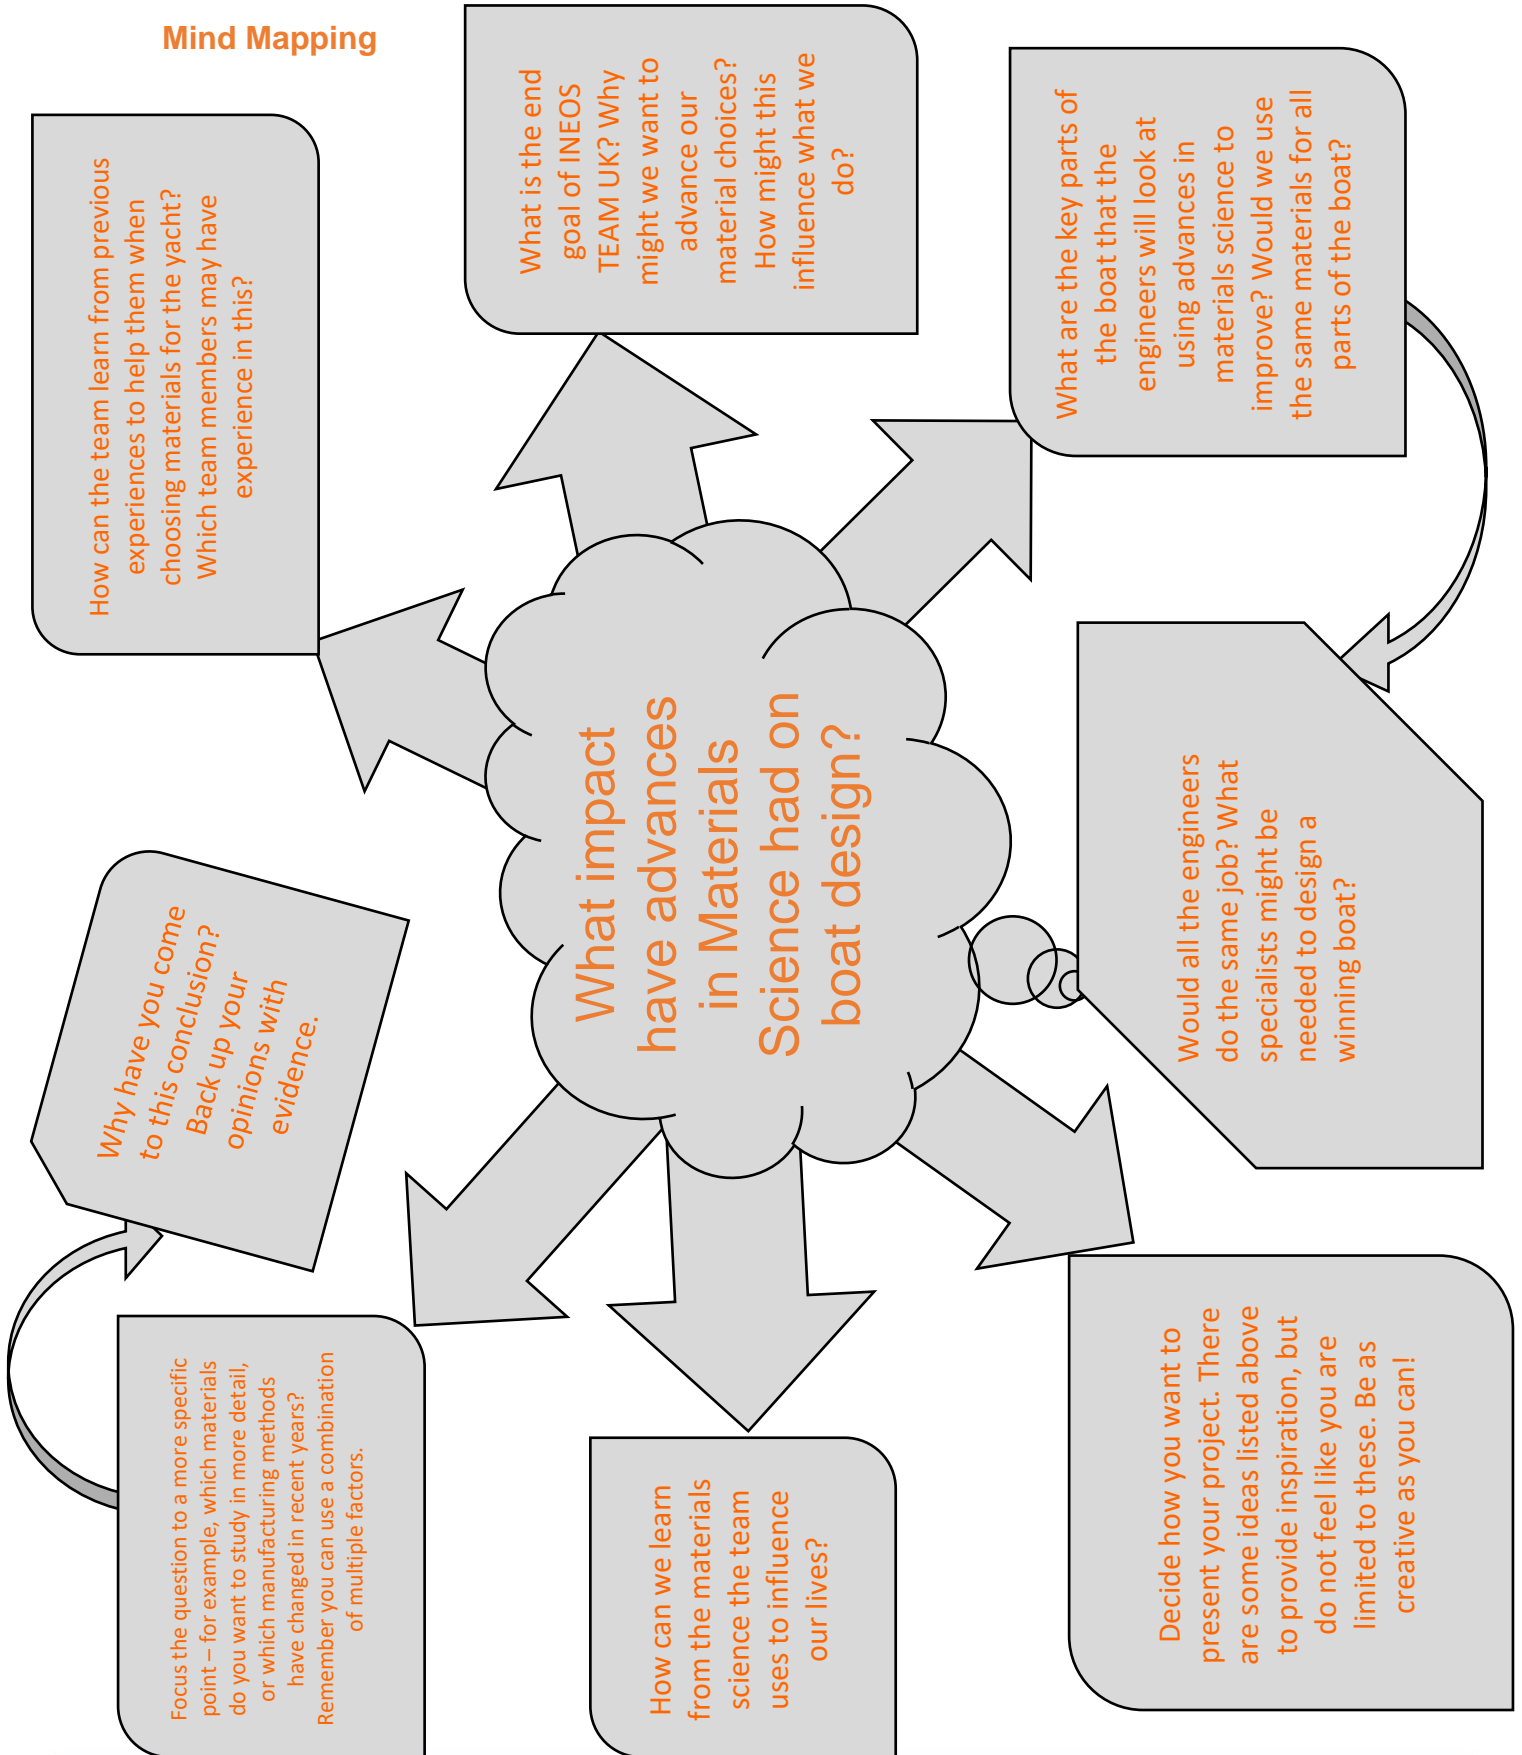 Mind Mapping
Focus the question to a more specific
point – for example, which materials
do you want to study in more detail,
or which manufacturing methods
have changed in recent years?
Remember you can use a combination
of multiple factors.
Why have you come
to this conclusion?
Back up your
opinions with
evidence.
How can the team learn from previous
experiences to help them when
choosing materials for the yacht?
Which team members may have
experience in this?
What is the end
goal of INEOS
TEAM UK? Why
might we want to
advance our
material choices?
How might this
influence what we
do?
What impact
have advances
in Materials
Science had on
boat design?
How can we learn
from the materials
science the team
uses to influence
our lives?
What are the key parts of
the boat that the
engineers will look at
using advances in
materials science to
improve? Would we use
the same materials for all
parts of the boat?
Would all the engineers
do the same job? What
specialists might be
needed to design a
winning boat?
Decide how you want to
present your project. There
are some ideas listed above
to provide inspiration, but
do not feel like you are
limited to these. Be as
creative as you can!